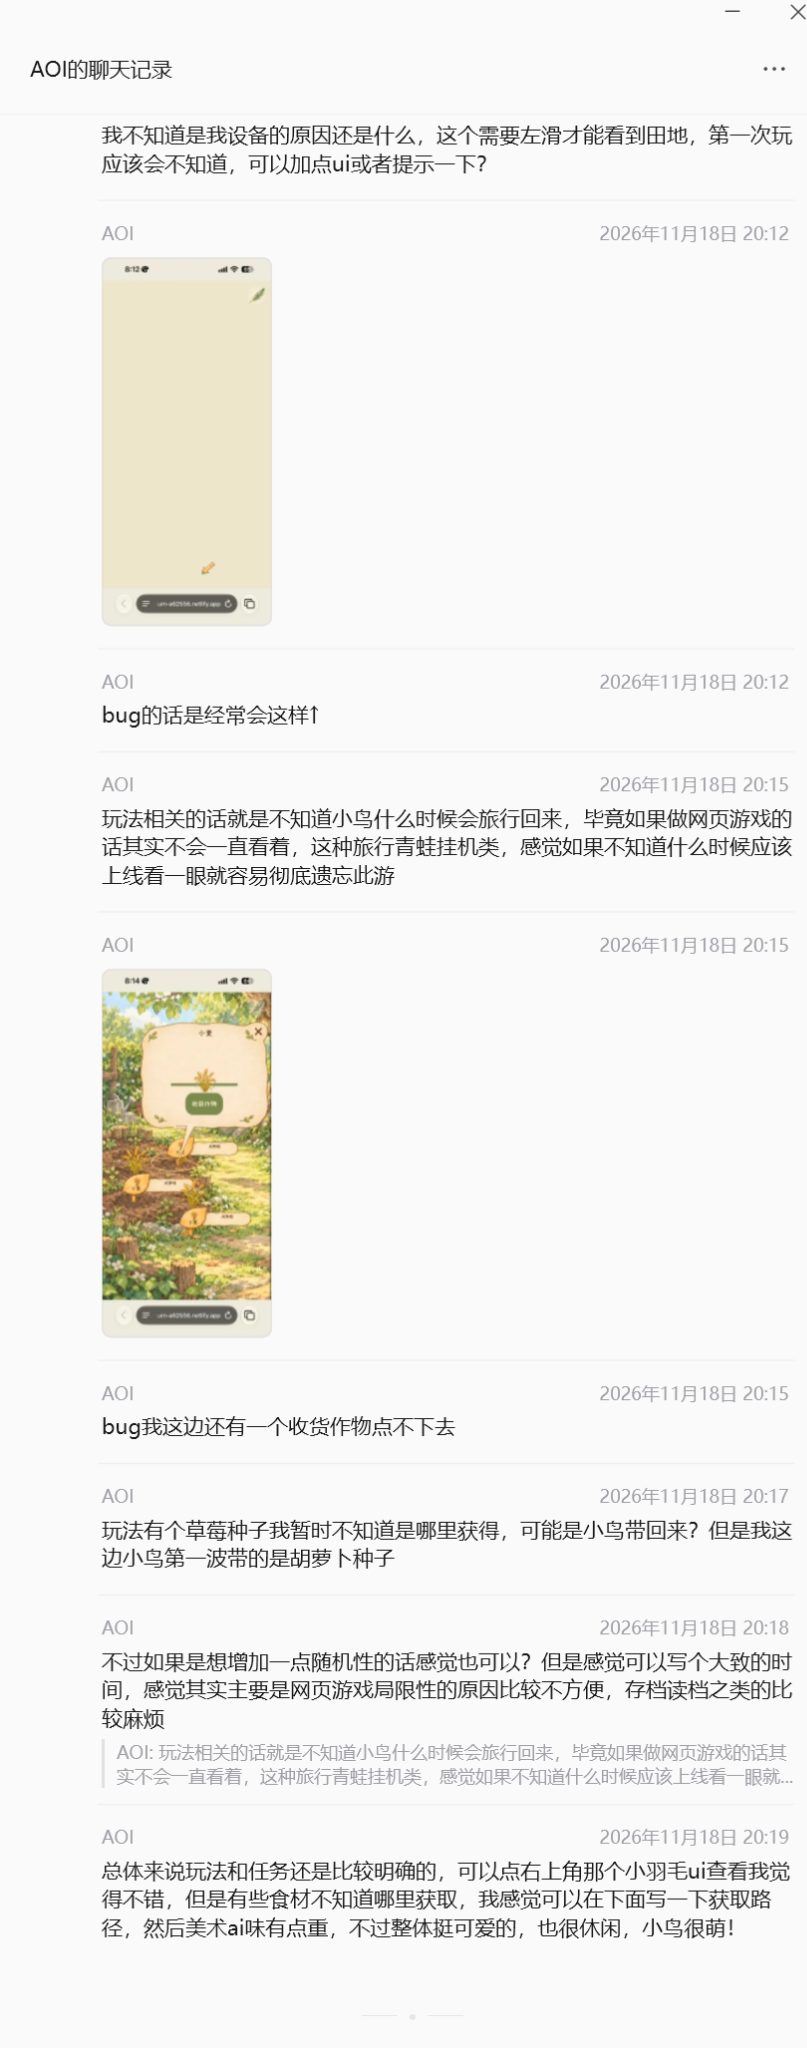 AOI的聊天记录
我不知道是我设备的原因还是什么，这个需要左滑才能看到田地，第一次玩
应该会不知道，可以加点ui或者提示一下？
AOI
2026年11月18日 20:12
8:12
AOI
2026年11月18日 20:12
bug的话是经常会这样↑
AOI
2026年11月18日 20:15
玩法相关的话就是不知道小鸟什么时候会旅行回来，毕竟如果做网页游戏的
话其实不会一直看着，这种旅行青蛙挂机类，感觉如果不知道什么时候应该
上线看一眼就容易彻底遗忘此游
AOI
2026年11月18日 20:15
8:14
小麦
AOI
2026年11月18日 20:15
bug我这边还有一个收货作物点不下去
AOI
2026年11月18日 20:17
玩法有个草莓种子我暂时不知道是哪里获得，可能是小鸟带回来？但是我这
边小鸟第一波带的是胡萝卜种子
AOI
2026年11月18日 20:18
不过如果是想增加一点随机性的话感觉也可以？但是感觉可以写个大致的时
间，感觉其实主要是网页游戏局限性的原因比较不方便，存档读档之类的比
较麻烦
AOI: 玩法相关的话就是不知道小鸟什么时候会旅行回来，毕竟如果做网页游戏的话其
实不会一直看着，这种旅行青蛙挂机类，感觉如果不知道什么时候应该上线看一眼就...
AOI
2026年11月18日 20:19
总体来说玩法和任务还是比较明确的，可以点右上角那个小羽毛ui查看我觉
得不错，但是有些食材不知道哪里获取，我感觉可以在下面写一下获取路
径，然后美术ai味有点重，不过整体挺可爱的，也很休闲，小鸟很萌！